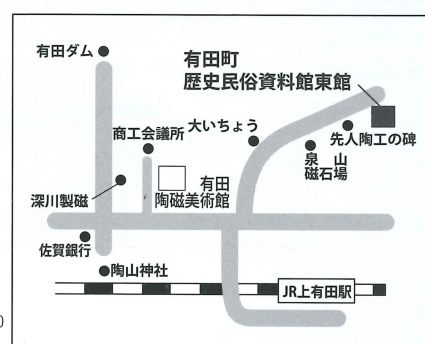 有田ダム
有田町
歴史民俗資料館東館
商工会議所
大いちょう
先人陶工の碑
泉山
磁石場
有田
陶磁美術館
深川製磁
佐賀銀行
陶山神社
JR上有田駅